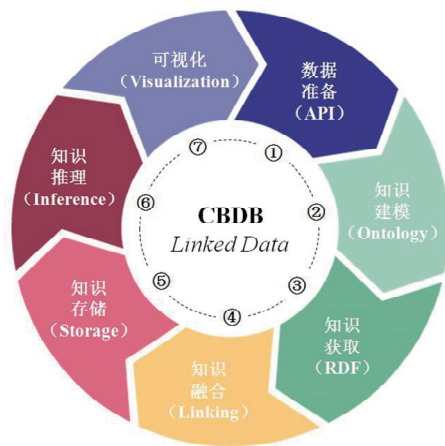 数据
准备
（API）
知识
建模
（Ontology）
知识
获取
（RDF）
知识
融合
（Linking）
知识
存储
（Storage）
知识
推理
（Inference）
可视化
（Visualization）
①
②
③
④
⑤
⑥
⑦
CBDB
Linked Data